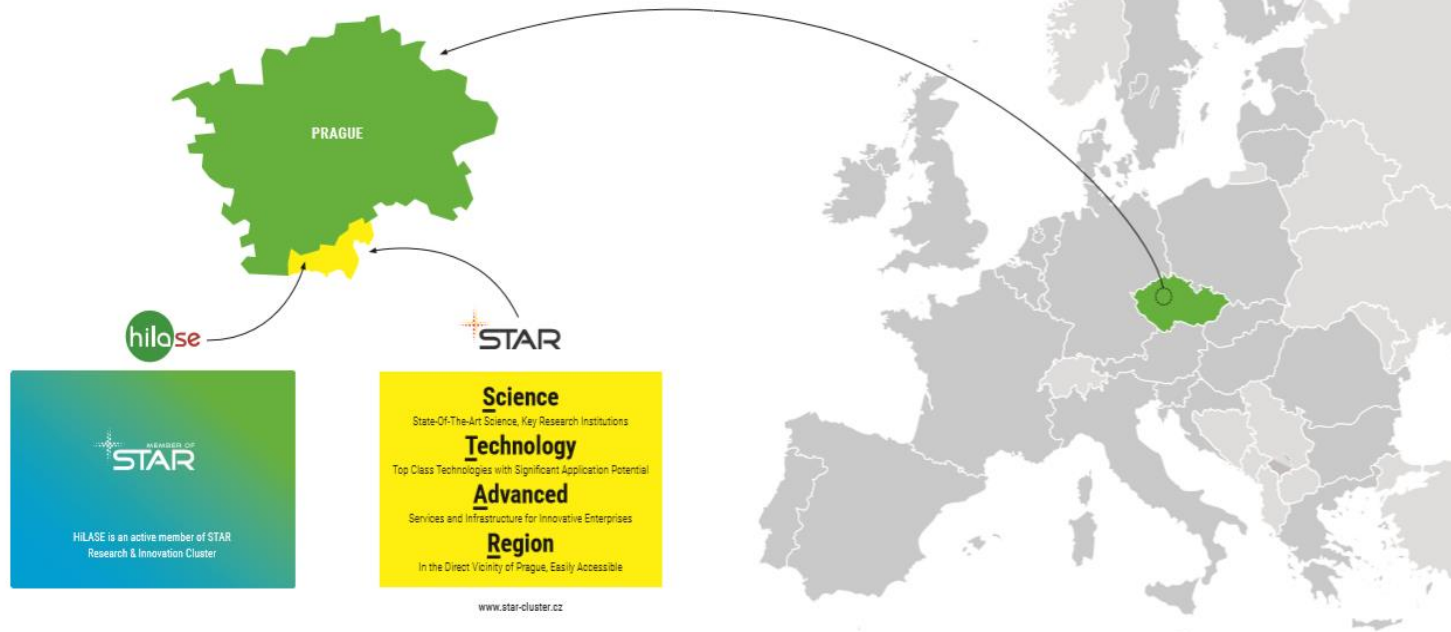 PRAGUE
hilase
STAR
MEMBER OF
STAR
HiLASE is an active member of STAR
Research & Innovation Cluster
Science
State-Of-The-Art Science, Key Research Institutions
Technology
Top Class Technologies with Significant Application Potential
Advanced
Services and Infrastructure for Innovative Enterprises
Region
In the Direct Vicinity of Prague, Easily Accessible
www.star-cluster.cz